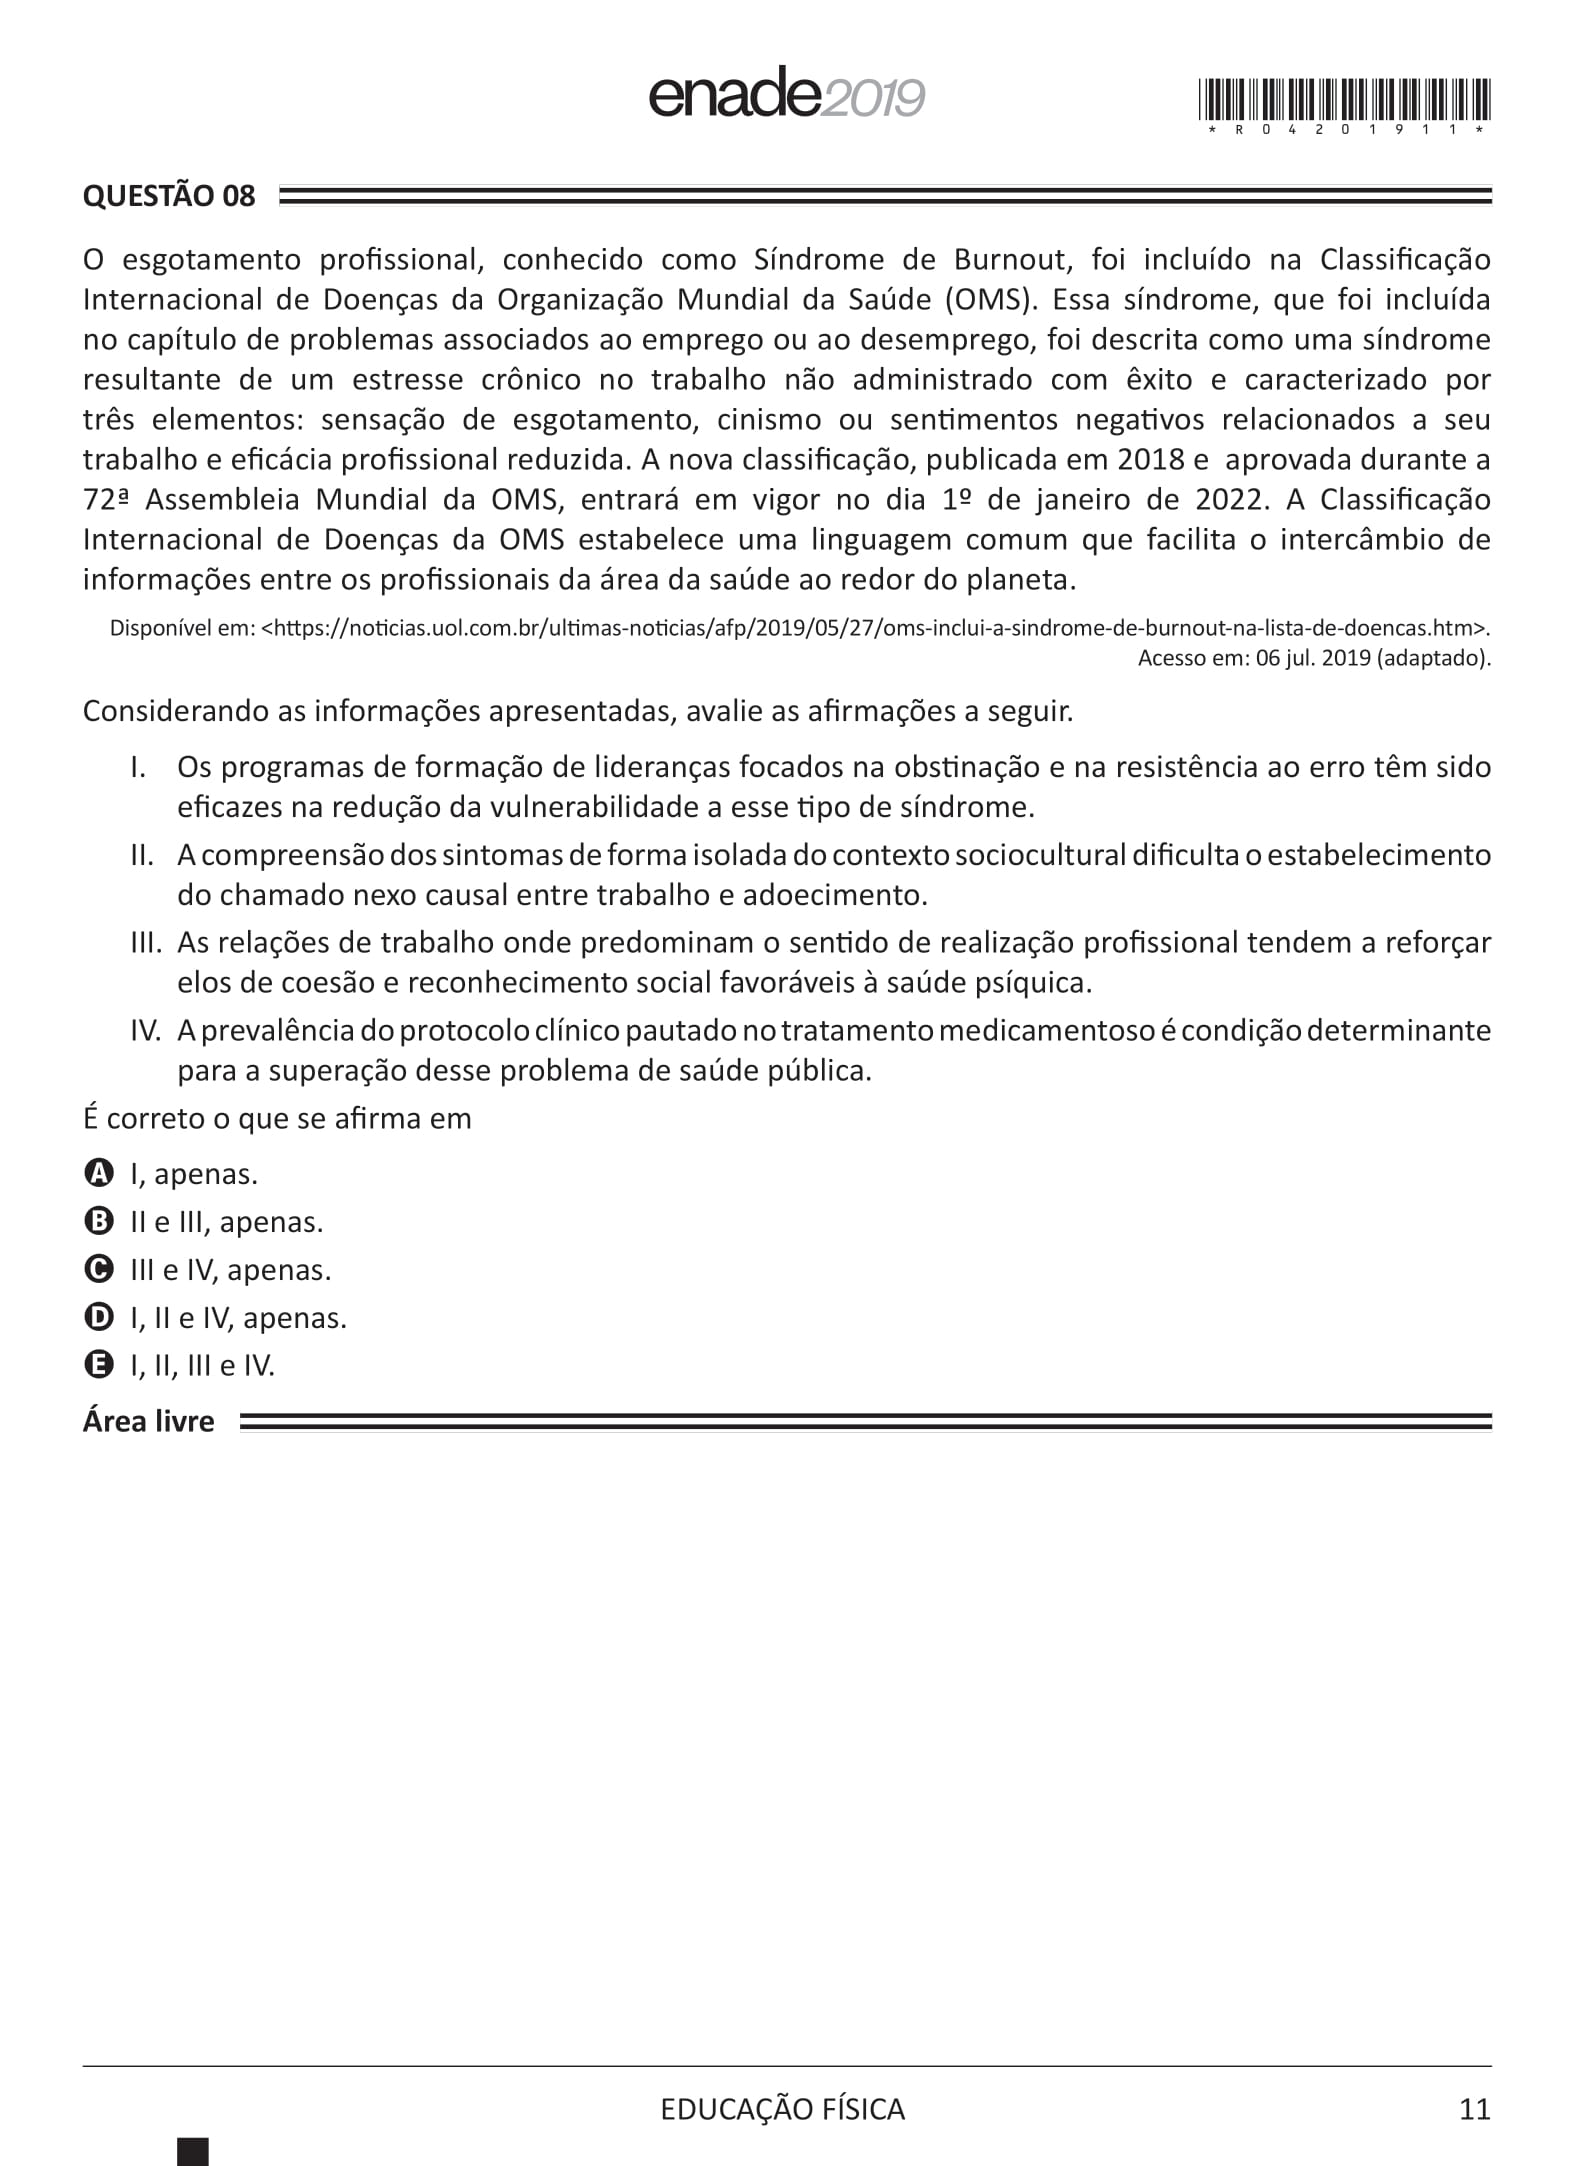 enade2019
*R04201911*
QUESTÃO 08
O esgotamento profissional, conhecido como Síndrome de Burnout, foi incluído na Classificação
Internacional de Doenças da Organização Mundial da Saúde (OMS). Essa síndrome, que foi incluída
no capítulo de problemas associados ao emprego ou ao desemprego, foi descrita como uma síndrome
resultante de um estresse crônico no trabalho não administrado com êxito e caracterizado por
três elementos: sensação de esgotamento, cinismo ou sentimentos negativos relacionados a seu
trabalho e eficácia profissional reduzida. A nova classificação, publicada em 2018 e aprovada durante a
72ª Assembleia Mundial da OMS, entrará em vigor no dia 1º de janeiro de 2022. A Classificação
Internacional de Doenças da OMS estabelece uma linguagem comum que facilita o intercâmbio de
informações entre os profissionais da área da saúde ao redor do planeta.
Disponível em: <https://noticias.uol.com.br/ultimas-noticias/afp/2019/05/27/oms-inclui-a-sindrome-de-burnout-na-lista-de-doencas.htm>.
Acesso em: 06 jul. 2019 (adaptado).
Considerando as informações apresentadas, avalie as afirmações a seguir.
I. Os programas de formação de lideranças focados na obstinação e na resistência ao erro têm sido
eficazes na redução da vulnerabilidade a esse tipo de síndrome.
II. A compreensão dos sintomas de forma isolada do contexto sociocultural dificulta o estabelecimento
do chamado nexo causal entre trabalho e adoecimento.
III. As relações de trabalho onde predominam o sentido de realização profissional tendem a reforçar
elos de coesão e reconhecimento social favoráveis à saúde psíquica.
IV. A prevalência do protocolo clínico pautado no tratamento medicamentoso é condição determinante
para a superação desse problema de saúde pública.
É correto o que se afirma em
A I, apenas.
B II e III, apenas.
C III e IV, apenas.
D I, II e IV, apenas.
E I, II, III e IV.
Área livre
EDUCAÇÃO FÍSICA
11